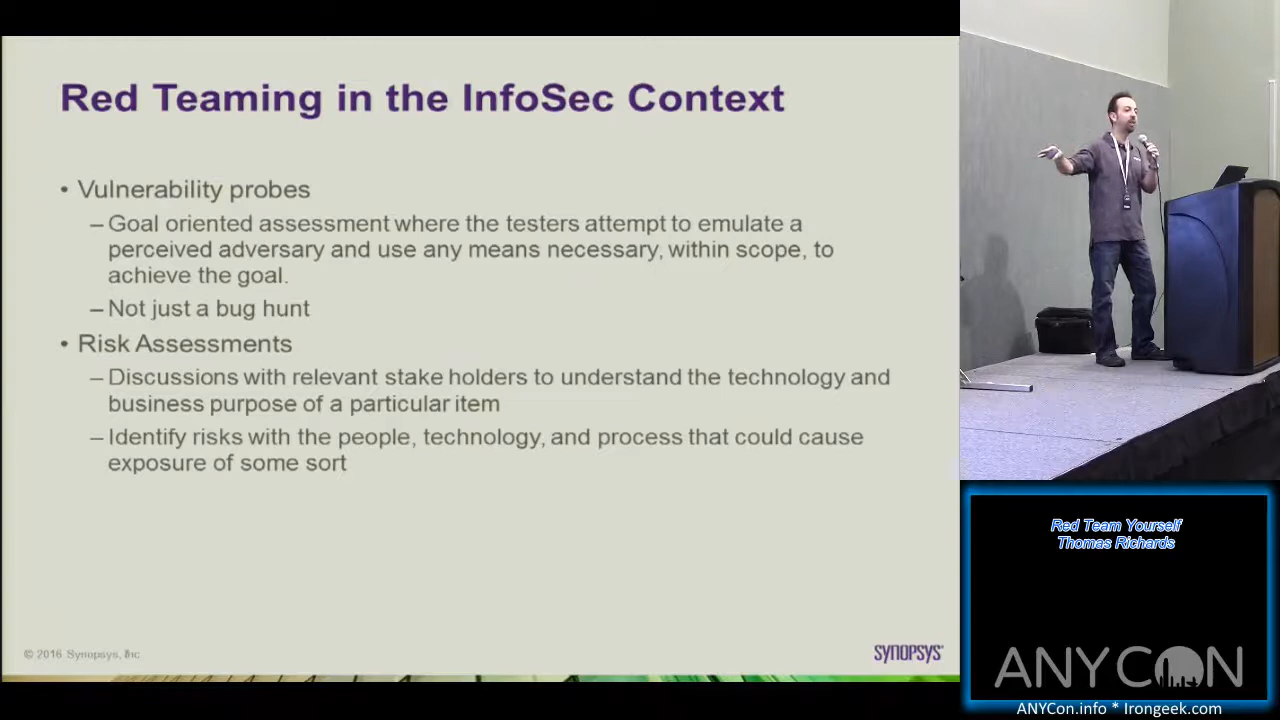 Red Teaming in the InfoSec Context
• Vulnerability probes
– Goal oriented assessment where the testers attempt to emulate a
perceived adversary and use any means necessary, within scope, to
achieve the goal.
– Not just a bug hunt
• Risk Assessments
– Discussions with relevant stake holders to understand the technology and
business purpose of a particular item
– Identify risks with the people, technology, and process that could cause
exposure of some sort
© 2016 Synopsys, Inc.
SYNOPSYS®
Red Team Yourself
Thomas Richards
ANYCON
ANYCon.info * Irongeek.com